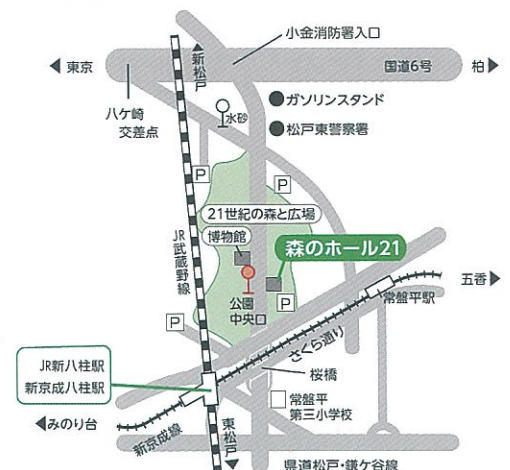 小金消防署入口
◀東京
▲新松戸
国道6号
柏▶
八ケ崎
交差点
水砂
●ガソリンスタンド
●松戸東警察署
P
P
21世紀の森と広場
博物館
森のホール21
JR武蔵野線
公園
中央口
P
P
五香▶
常盤平駅
さくら通り
JR新八柱駅
新京成八柱駅
桜橋
常盤平
第三小学校
◀みのり台
新京成線
東松戸▼
県道松戸・鎌ケ谷線